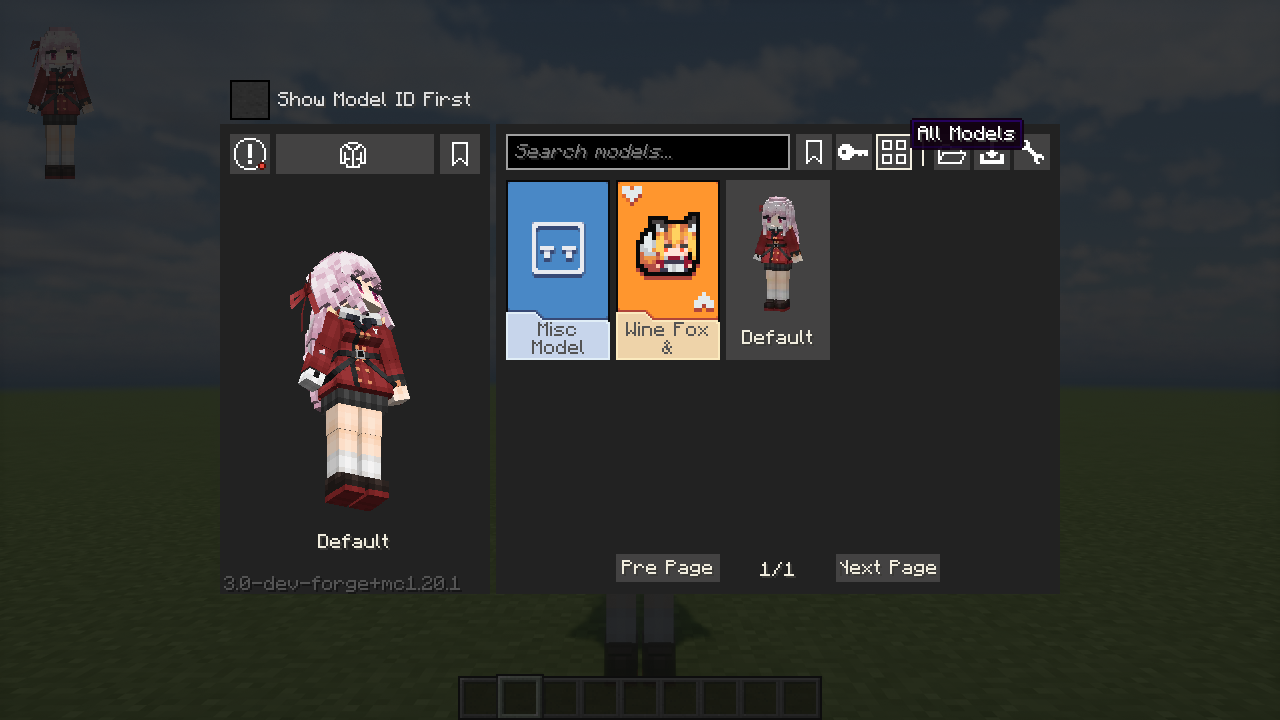 Show Model ID First
All Models
Search models...
Misc
Model
Wine Fox
&
Default
Default
Pre Page
1/1
Next Page
3.0-dev-forge+mc1.20.1